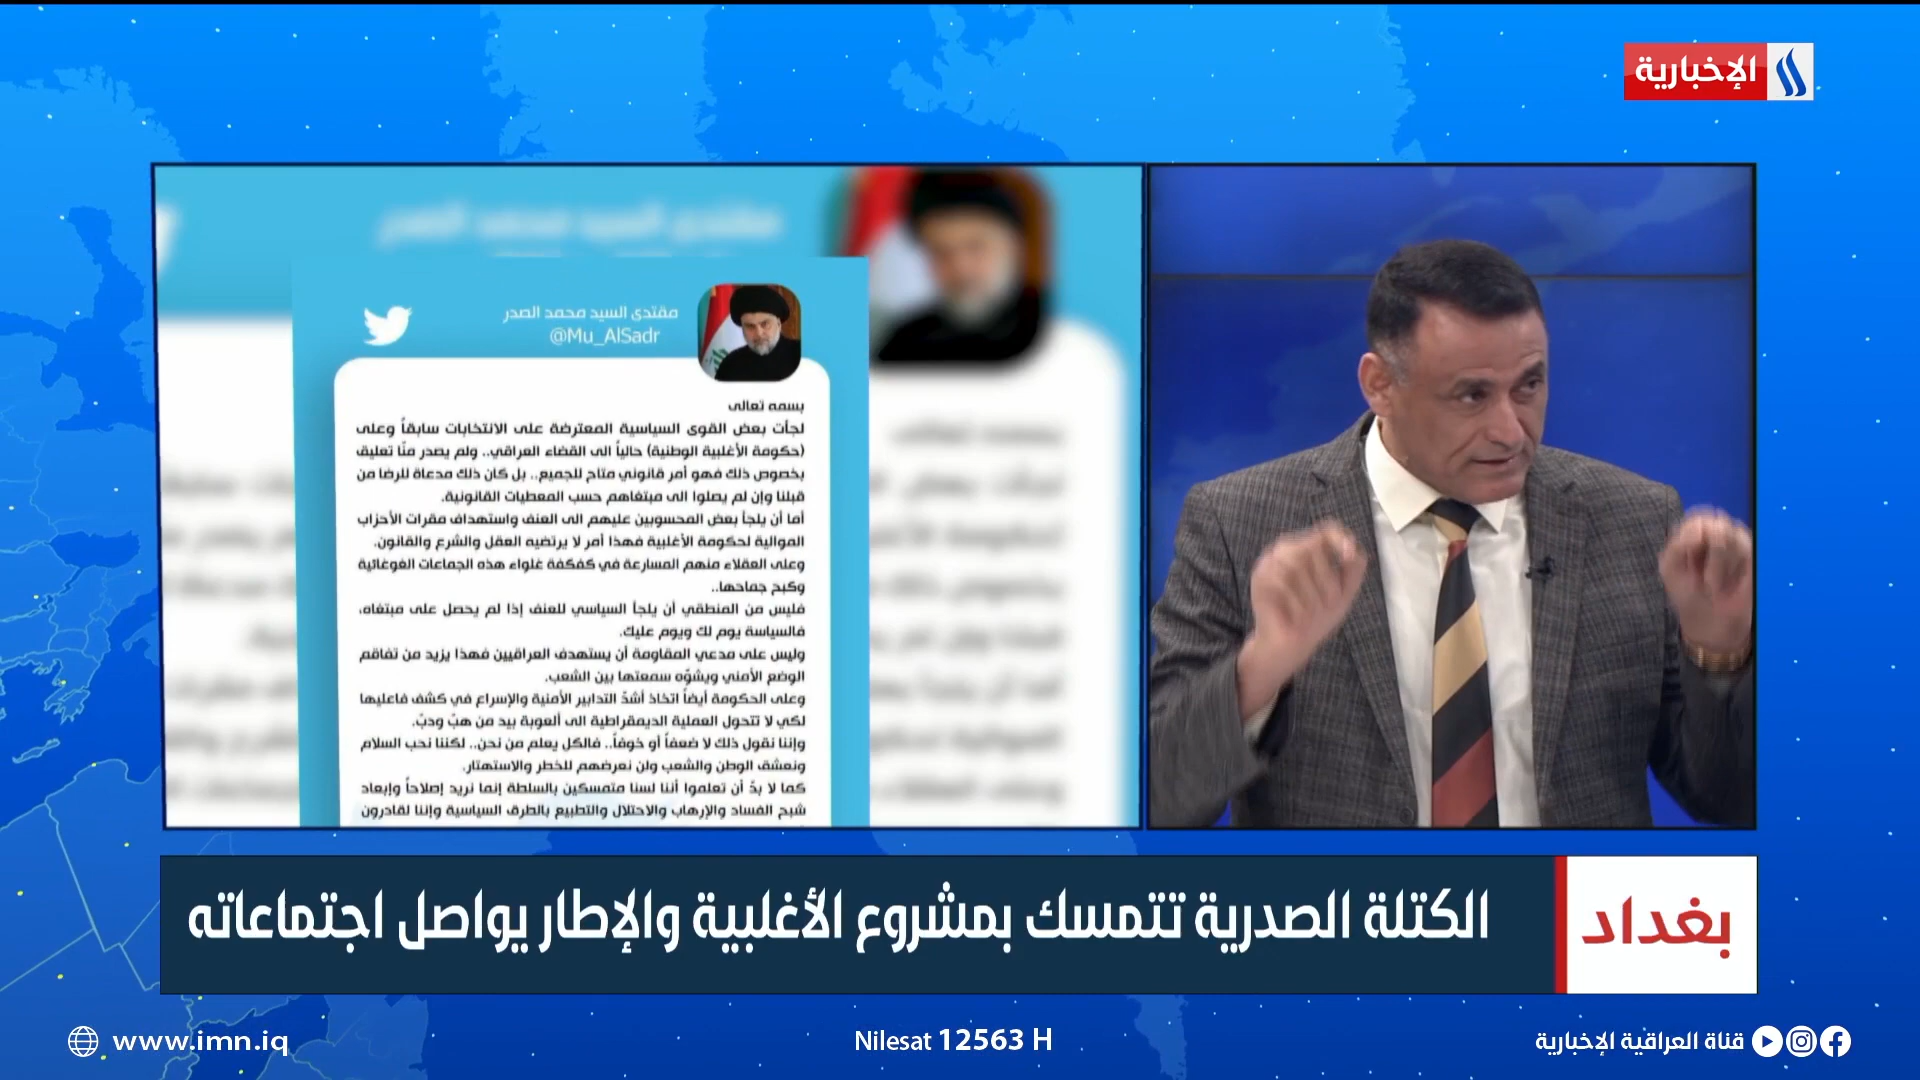 الإخبارية
مقتدى السيد محمد الصدر
مقتدى السيد محمد الصدر
@Mu_AlSadr
بسمه تعالى
لجأت بعض القوى السياسية المعترضة على الانتخابات سابقاً وعلى
(حكومة الأغلبية الوطنية) حالياً الى القضاء العراقي.. ولم يصدر منّا تعليق
بخصوص ذلك فهو أمر قانوني متاح للجميع.. بل كان ذلك مدعاة للرضا من
قبلنا وإن لم يصلوا الى مبتغاهم حسب المعطيات القانونية.
أما أن يلجأ بعض المحسوبين عليهم الى العنف واستهداف مقرات الأحزاب
الموالية لحكومة الأغلبية فهذا أمر لا يرتضيه العقل والشرع والقانون.
وعلى العقلاء منهم المسارعة في كفكفة غلواء هذه الجماعات الغوغائية
وكبح جماحها..
فليس من المنطقي أن يلجأ السياسي للعنف إذا لم يحصل على مبتغاه،
فالسياسة يوم لك ويوم عليك.
وليس على مدعي المقاومة أن يستهدف العراقيين فهذا يزيد من تفاقم
الوضع الأمني ويشوّه سمعتها بين الشعب.
وعلى الحكومة أيضاً اتخاذ أشدّ التدابير الأمنية والإسراع في كشف فاعليها
لكي لا تتحول العملية الديمقراطية الى ألعوبة بيد من هبّ ودبّ.
وإننا نقول ذلك لا ضعفاً أو خوفاً.. فالكل يعلم من نحن.. لكننا نحب السلام
ونعشق الوطن والشعب ولن نعرضهم للخطر والاستهتار.
كما لا بدّ أن تعلموا أننا لسنا متمسكين بالسلطة إنما نريد إصلاحاً وإبعاد
شبح الفساد والإرهاب والاحتلال والتطبيع بالطرق السياسية وإننا لقادرون
بغداد
الكتلة الصدرية تتمسك بمشروع الأغلبية والإطار يواصل اجتماعاته
قناة العراقية الإخبارية
Nilesat 12563 H
www.imn.iq